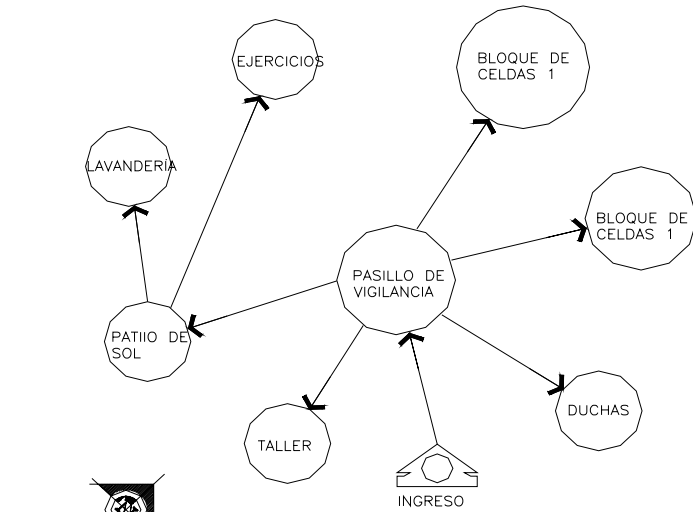 EJERCICIOS
BLOQUE DE
CELDAS 1
LAVANDERÍA
BLOQUE DE
CELDAS 1
PASILLO DE
VIGILANCIA
PATIIO DE
SOL
DUCHAS
TALLER
INGRESO